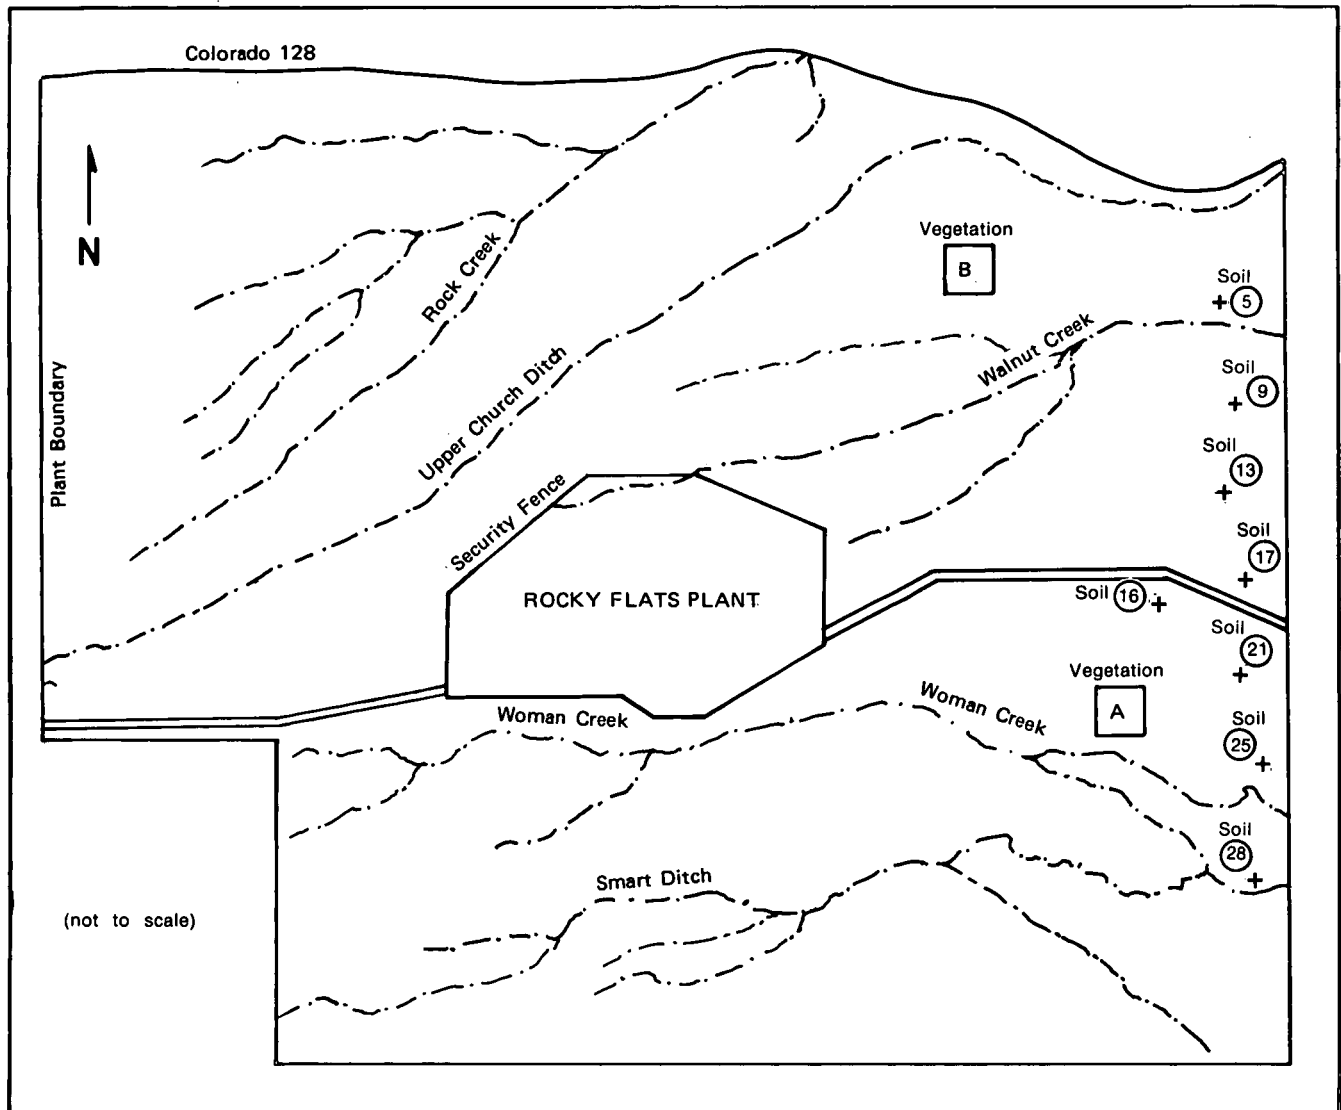 Colorado 128
N
Plant Boundary
Rock Creek
Upper Church Ditch
Security Fence
ROCKY FLATS PLANT
Vegetation
B
Walnut Creek
Soil
5
Soil
9
Soil
13
Soil
17
Soil 16
Soil
21
Vegetation
A
Woman Creek
Woman Creek
Soil
25
Soil
28
Smart Ditch
(not to scale)